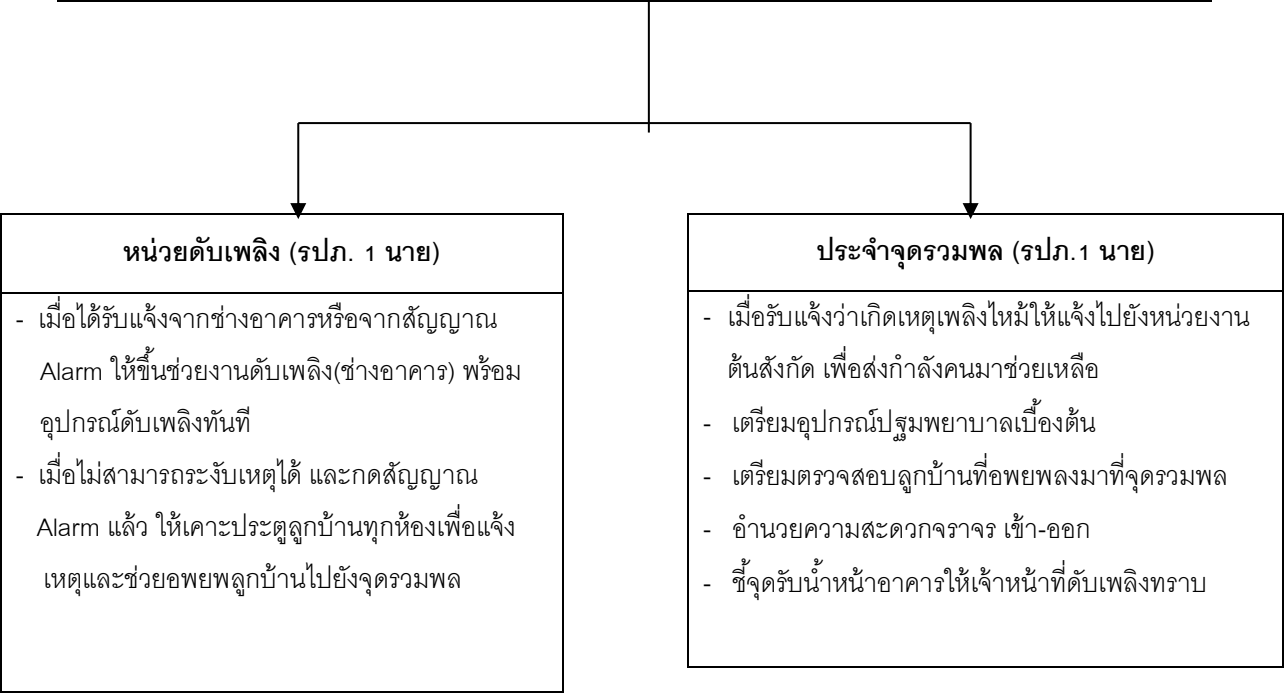 หน่วยดับเพลิง (รปภ. 1 นาย)
- เมื่อได้รับแจ้งจากช่างอาคารหรือจากสัญญาณ
Alarm ให้ขึ้นช่วยงานดับเพลิง(ช่างอาคาร) พร้อม
อุปกรณ์ดับเพลิงทันที
- เมื่อไม่สามารถระงับเหตุได้ และกดสัญญาณ
Alarm แล้ว ให้เคาะประตูลูกบ้านทุกห้องเพื่อแจ้ง
เหตุและช่วยอพยพลูกบ้านไปยังจุดรวมพล
ประจำจุดรวมพล (รปภ.1 นาย)
- เมื่อรับแจ้งว่าเกิดเหตุเพลิงไหม้ให้แจ้งไปยังหน่วยงาน
ต้นสังกัด เพื่อส่งกำลังคนมาช่วยเหลือ
- เตรียมอุปกรณ์ปฐมพยาบาลเบื้องต้น
- เตรียมตรวจสอบลูกบ้านที่อพยพลงมาที่จุดรวมพล
- อำนวยความสะดวกจราจร เข้า-ออก
- ชี้จุดรับน้ำหน้าอาคารให้เจ้าหน้าที่ดับเพลิงทราบ